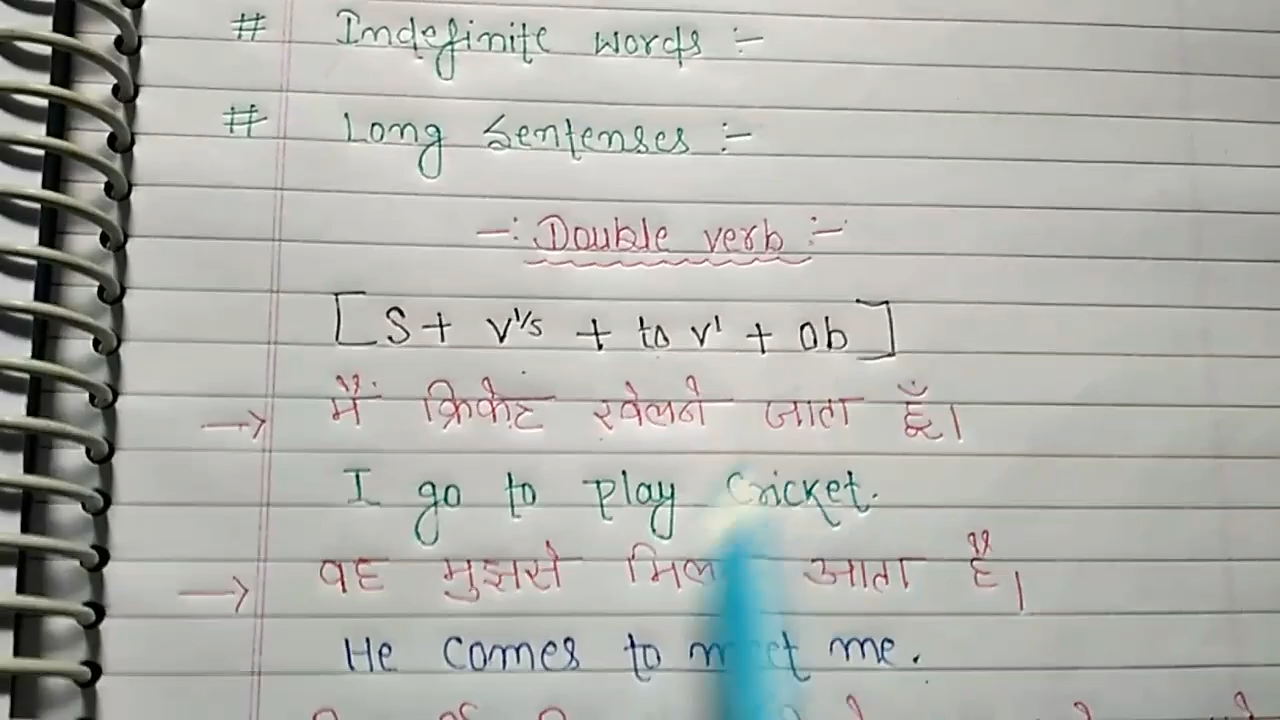 # Indefinite words :-
# Long Sentenses :-
-: Double verb :-
[ S + V¹/s + to v¹ + Ob ]
→ मैं क्रिकेट खेलने जाता हूँ।
I go to play Cricket.
→ वह मुझसे आता है।
He comes to meet me.